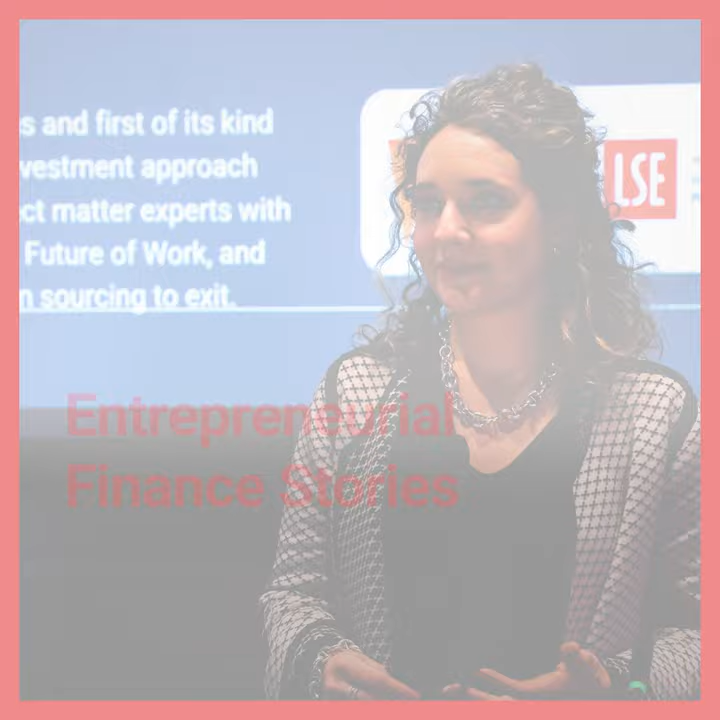 s and first of its kind
vestment approach
ct matter experts with
Future of Work, and
n sourcing to exit.
LSE
Entrepreneurial
Finance Stories